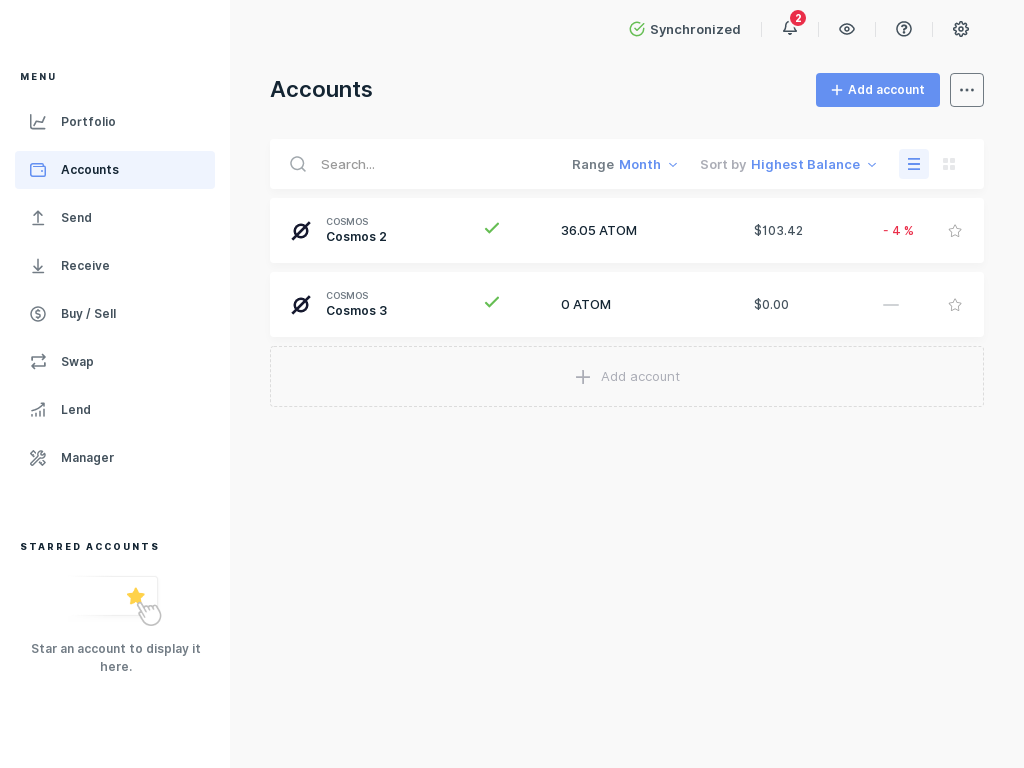 Synchronized
2
MENU
Portfolio
Accounts
Send
Receive
Buy / Sell
Swap
Lend
Manager
STARRED ACCOUNTS
Star an account to display it
here.
Accounts
Add account
Search...
Range Month
Sort by Highest Balance
COSMOS
Cosmos 2
36.05 ATOM
$103.42
- 4 %
COSMOS
Cosmos 3
0 ATOM
$0.00
—
Add account